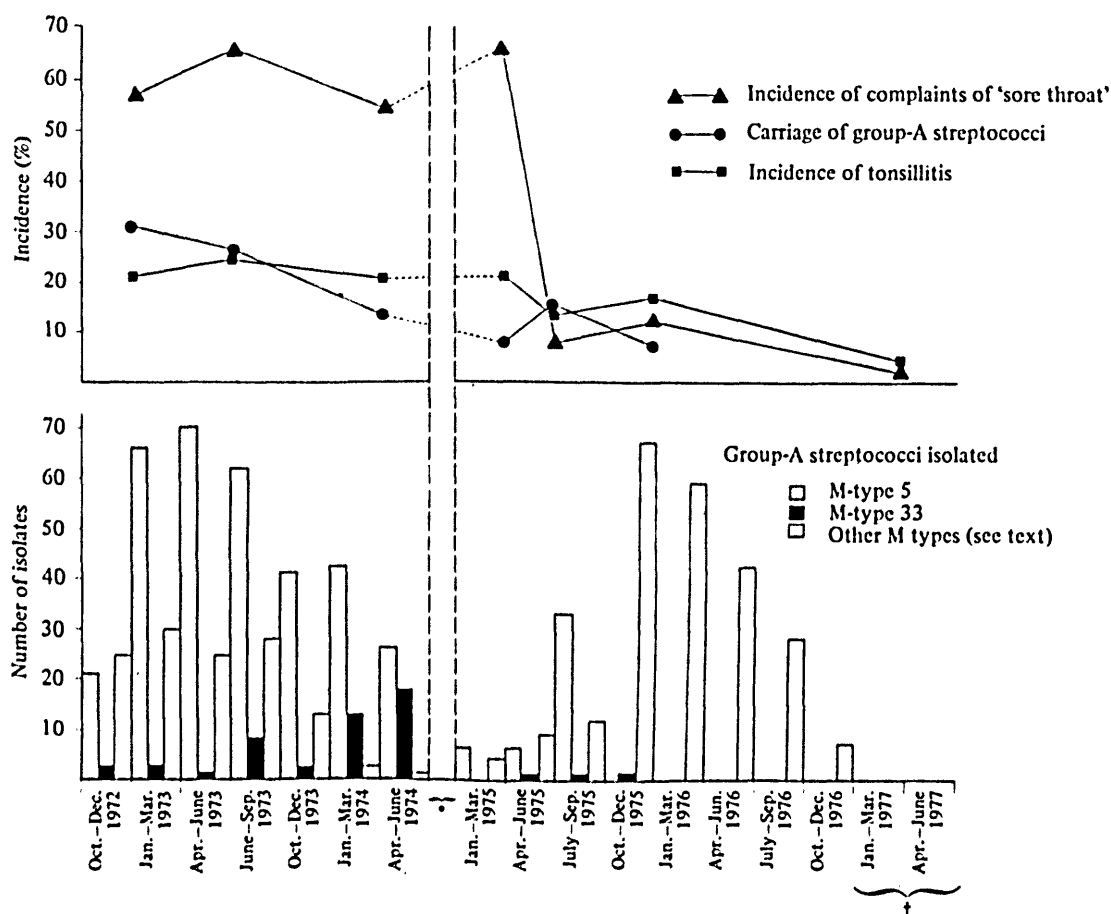 70
60
50
40
30
20
10
Incidence (%)
Incidence of complaints of 'sore throat'
Carriage of group-A streptococci
Incidence of tonsillitis
70
60
50
40
30
20
10
Number of isolates
Group-A streptococci isolated
M-type 5
M-type 33
Other M types (see text)
Oct.–Dec. 1972
Jan.–Mar. 1973
Apr.–June 1973
June–Sep. 1973
Oct.–Dec. 1973
Jan.–Mar. 1974
Apr.–June 1974
*
Jan.–Mar. 1975
Apr.–June 1975
July–Sep. 1975
Oct.–Dec. 1975
Jan.–Mar. 1976
Apr.–Jun. 1976
July–Sep. 1976
Oct.–Dec. 1976
Jan.–Mar. 1977
Apr.–June 1977
†